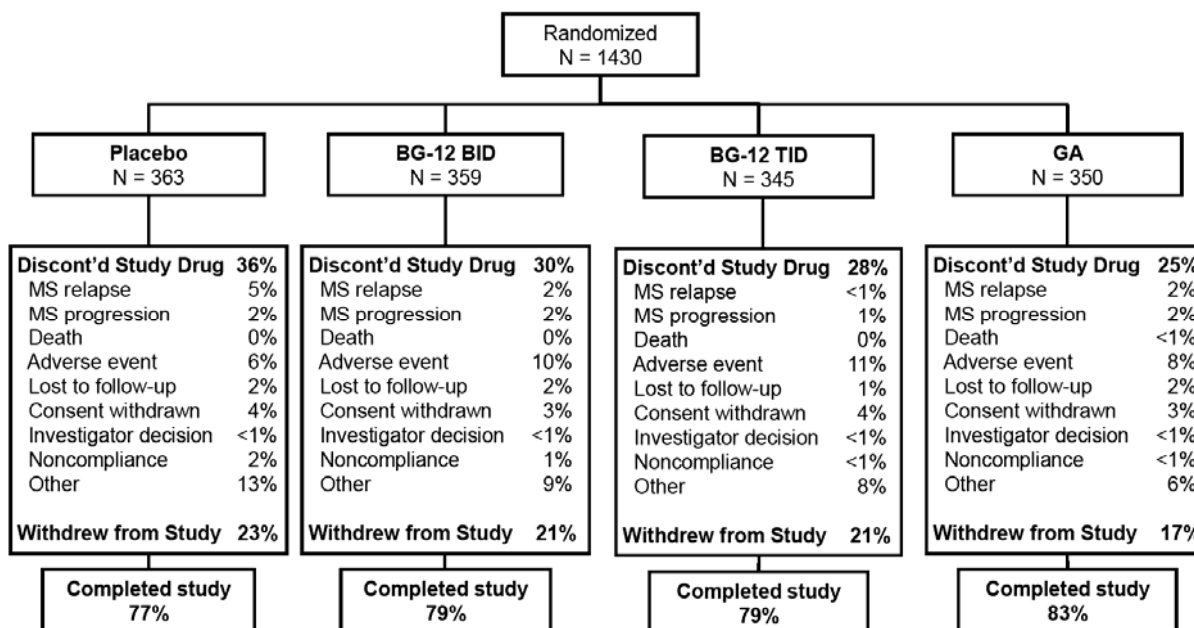 Randomized
N = 1430
Placebo
N = 363
BG-12 BID
N = 359
BG-12 TID
N = 345
GA
N = 350
Discont'd Study Drug 36%
MS relapse 5%
MS progression 2%
Death 0%
Adverse event 6%
Lost to follow-up 2%
Consent withdrawn 4%
Investigator decision <1%
Noncompliance 2%
Other 13%
Withdrew from Study 23%
Discont'd Study Drug 30%
MS relapse 2%
MS progression 2%
Death 0%
Adverse event 10%
Lost to follow-up 2%
Consent withdrawn 3%
Investigator decision <1%
Noncompliance 1%
Other 9%
Withdrew from Study 21%
Discont'd Study Drug 28%
MS relapse <1%
MS progression 1%
Death 0%
Adverse event 11%
Lost to follow-up 1%
Consent withdrawn 4%
Investigator decision <1%
Noncompliance <1%
Other 8%
Withdrew from Study 21%
Discont'd Study Drug 25%
MS relapse 2%
MS progression 2%
Death <1%
Adverse event 8%
Lost to follow-up 2%
Consent withdrawn 3%
Investigator decision <1%
Noncompliance <1%
Other 6%
Withdrew from Study 17%
Completed study
77%
Completed study
79%
Completed study
79%
Completed study
83%